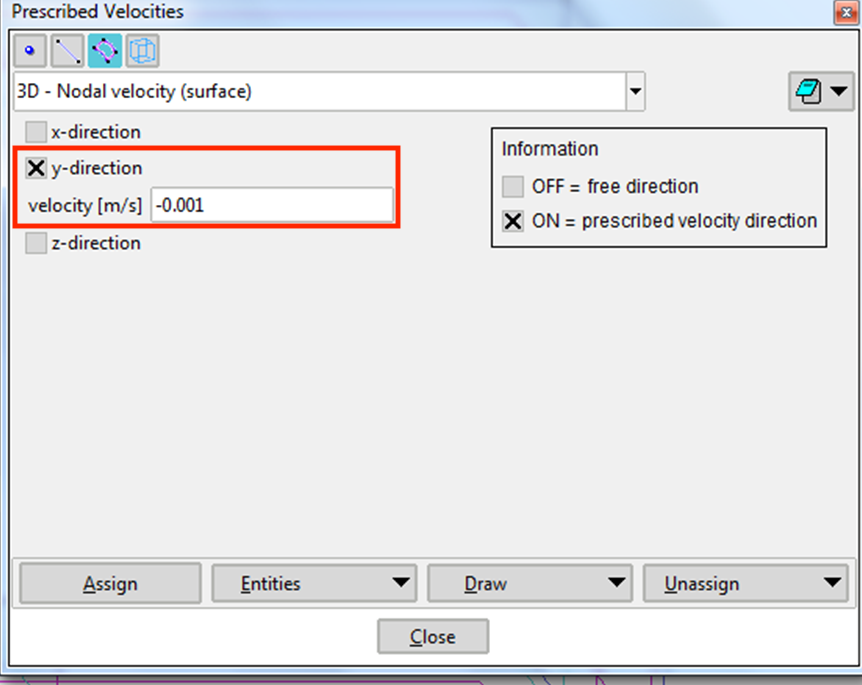 Prescribed Velocities
3D - Nodal velocity (surface)
x-direction
y-direction
velocity [m/s] -0.001
z-direction
Information
OFF = free direction
ON = prescribed velocity direction
Assign Entities Draw Unassign
Close